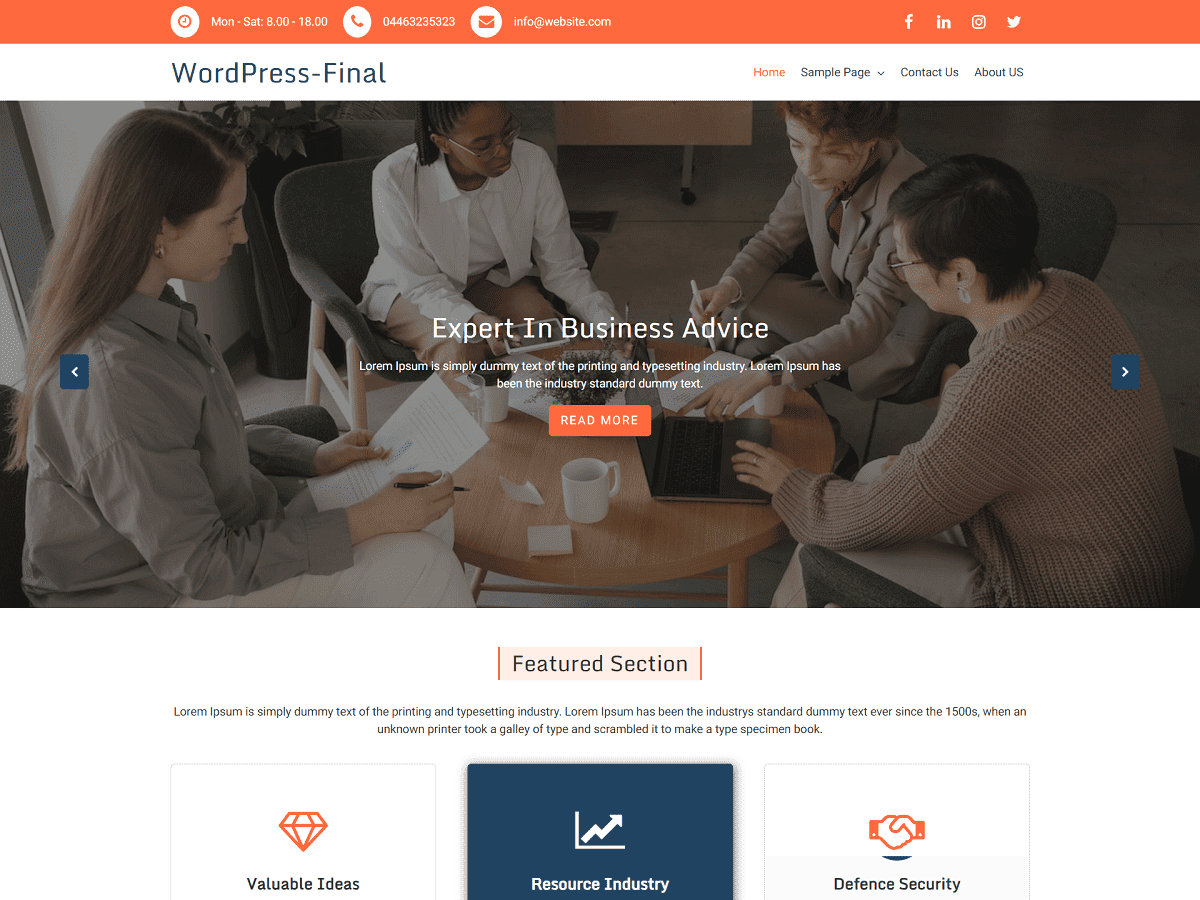 Mon - Sat: 8.00 - 18.00 04463235323 info@website.com
WordPress-Final
Home Sample Page Contact Us About US
Expert In Business Advice
Lorem Ipsum is simply dummy text of the printing and typesetting industry. Lorem Ipsum has
been the industry standard dummy text.
READ MORE
Featured Section
Lorem Ipsum is simply dummy text of the printing and typesetting industry. Lorem Ipsum has been the industrys standard dummy text ever since the 1500s, when an
unknown printer took a galley of type and scrambled it to make a type specimen book.
Valuable Ideas
Resource Industry
Defence Security